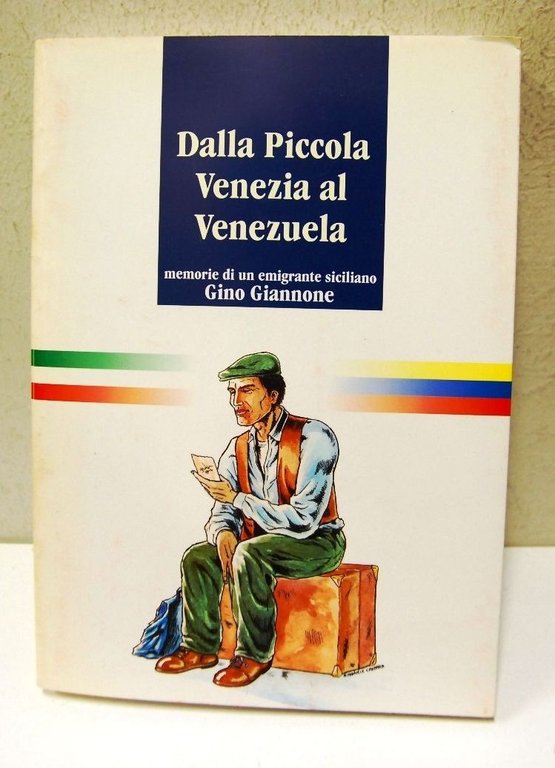 Dalla Piccola
Venezia al
Venezuela
memorie di un emigrante siciliano
Gino Giannone